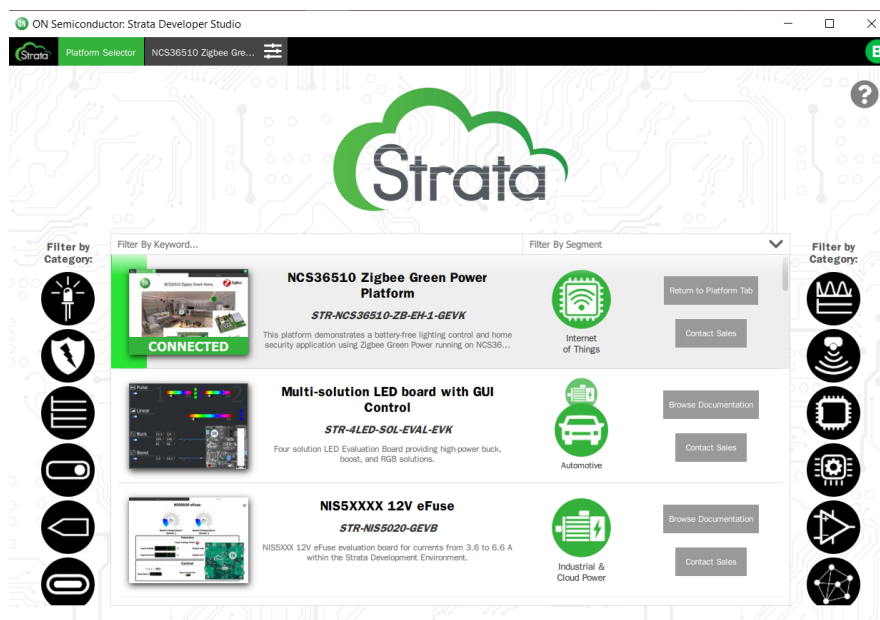 ON Semiconductor: Strata Developer Studio
Strata
Platform Selector
NCS36510 Zigbee Gre...
B
?
Strata
Filter by
Category:
Filter By Keyword...
Filter By Segment
Filter by
Category:
NCS36510 Zigbee Green Power
Platform
STR-NCS36510-ZB-EH-1-GEVK
This platform demonstrates a battery-free lighting control and home
security application using Zigbee Green Power running on NCS36...
CONNECTED
Internet
of Things
Return to Platform Tab
Contact Sales
Multi-solution LED board with GUI
Control
STR-4LED-SOL-EVAL-EVK
Four solution LED Evaluation Board providing high-power buck,
boost, and RGB solutions.
Pulse
Linear
Buck
Boost
Automotive
Browse Documentation
Contact Sales
NIS5XXXX 12V eFuse
STR-NIS5020-GEVB
NIS5XXX 12V eFuse evaluation board for currents from 3.6 to 6.6 A
within the Strata Development Environment.
Control
Industrial &
Cloud Power
Browse Documentation
Contact Sales